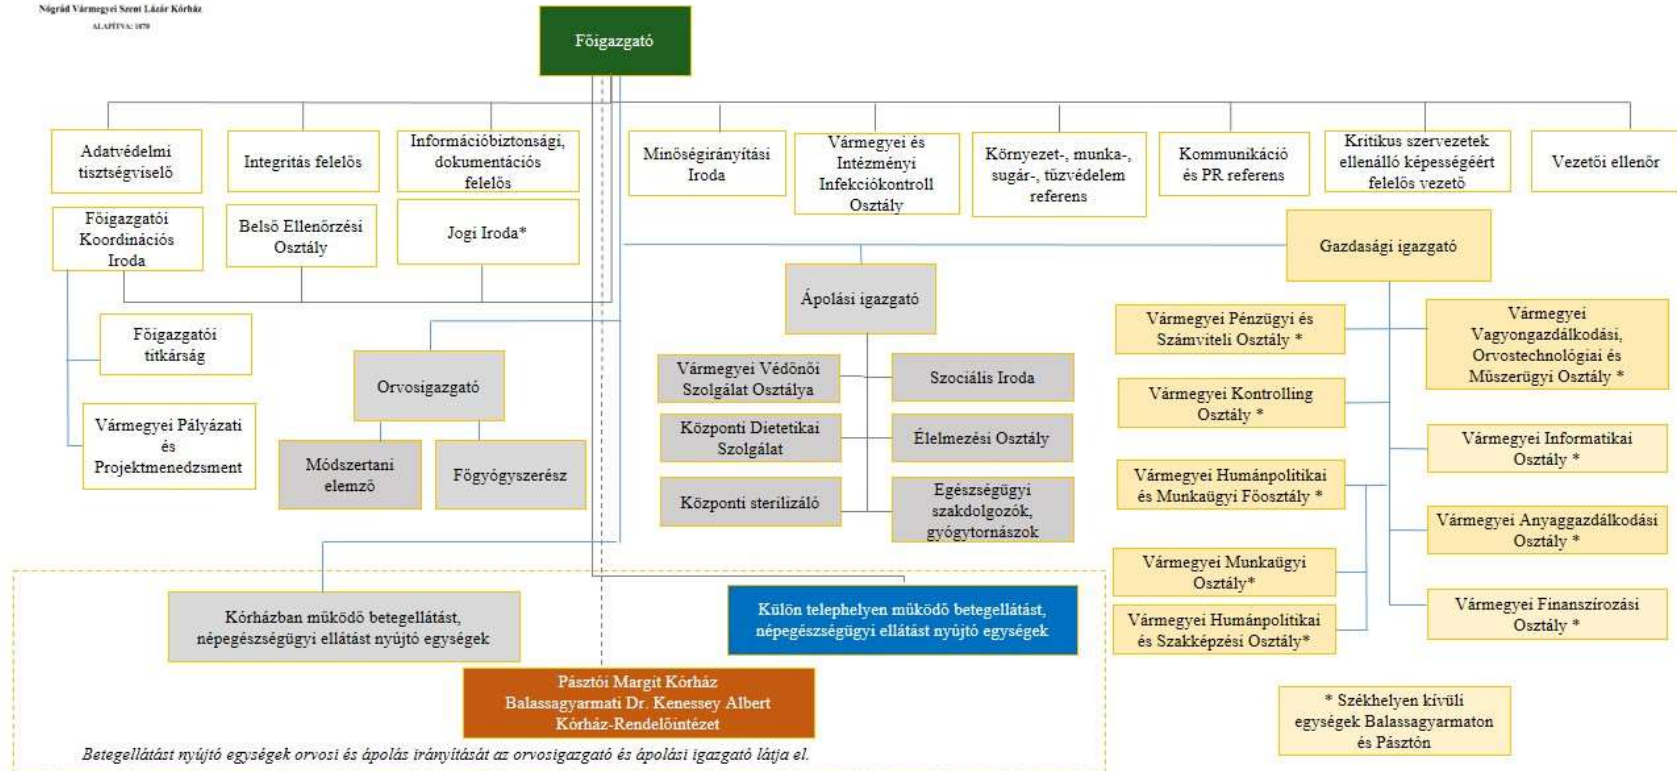 Nógrád Vármegyei Szent Lázár Kórház
ALAPÍTVA: 1870
Főigazgató
Adatvédelmi
tisztségviselő
Integritás felelős
Információbiztonsági,
dokumentációs
felelős
Minőségirányítási
Iroda
Vármegyei és
Intézményi
Infekciókontroll
Osztály
Környezet-, munka-,
sugár-, tűzvédelem
referens
Kommunikáció
és PR referens
Kritikus szervezetek
ellenálló képességéért
felelős vezető
Vezetői ellenőr
Főigazgatói
Koordinációs
Iroda
Belső Ellenőrzési
Osztály
Jogi Iroda*
Gazdasági igazgató
Ápolási igazgató
Főigazgatói
titkárság
Vármegyei Pályázati
és
Projektmenedzsment
Orvosigazgató
Módszertani
elemző
Főgyógyszerész
Vármegyei Védőnői
Szolgálat Osztálya
Szociális Iroda
Központi Dietetikai
Szolgálat
Élelmezési Osztály
Központi sterilizáló
Egészségügyi
szakdolgozók,
gyógytornászok
Vármegyei Pénzügyi és
Számviteli Osztály *
Vármegyei
Vagyongazdálkodási,
Orvostechnológiai és
Műszerügyi Osztály *
Vármegyei Kontrolling
Osztály *
Vármegyei Informatikai
Osztály *
Vármegyei Humánpolitikai
és Munkaügyi Főosztály *
Vármegyei Anyaggazdálkodási
Osztály *
Vármegyei Munkaügyi
Osztály*
Vármegyei Finanszírozási
Osztály *
Vármegyei Humánpolitikai
és Szakképzési Osztály*
Kórházban működő betegellátást,
népegészségügyi ellátást nyújtó egységek
Külön telephelyen működő betegellátást,
népegészségügyi ellátást nyújtó egységek
Pásztói Margit Kórház
Balassagyarmati Dr. Kenessey Albert
Kórház-Rendelőintézet
* Székhelyen kívüli
egységek Balassagyarmaton
és Pásztón
Betegellátást nyújtó egységek orvosi és ápolás irányítását az orvosigazgató és ápolási igazgató látja el.